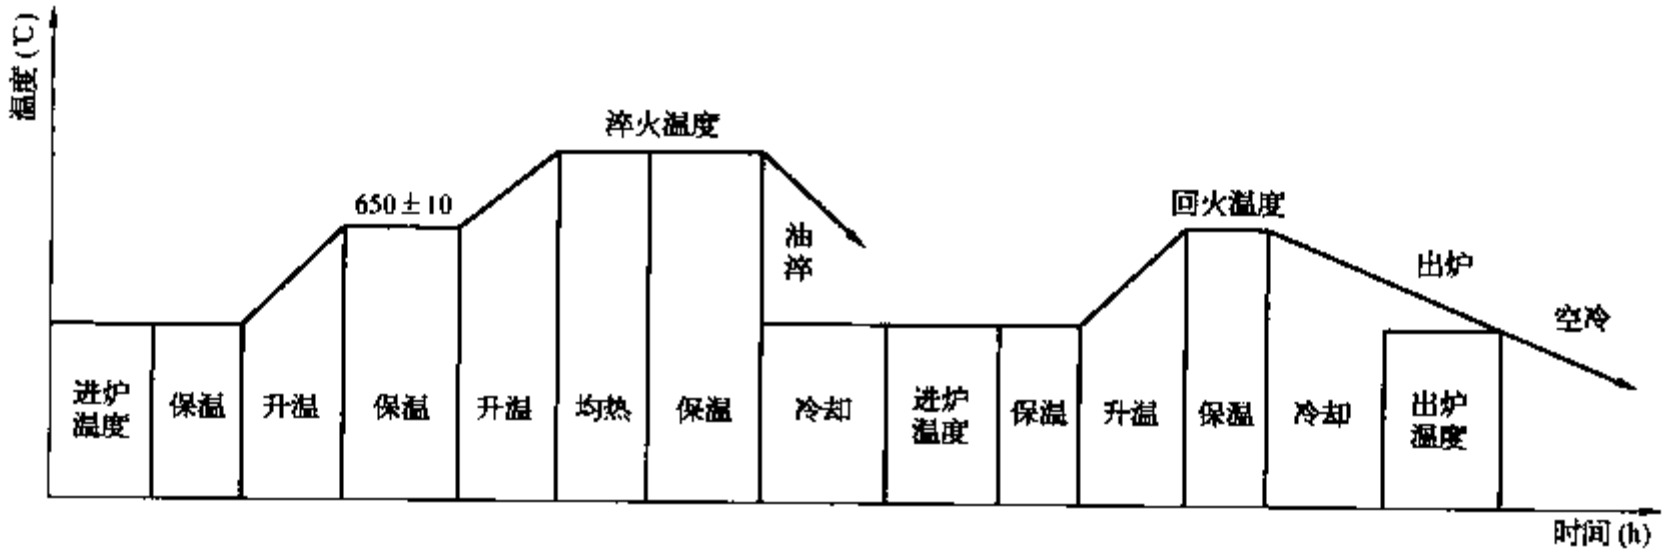 温度(℃)
淬火温度
650±10
回火温度
油
淬
出炉
空冷
进炉
温度
保温
升温
保温
升温
均热
保温
冷却
进炉
温度
保温
升温
保温
冷却
出炉
温度
时间(h)